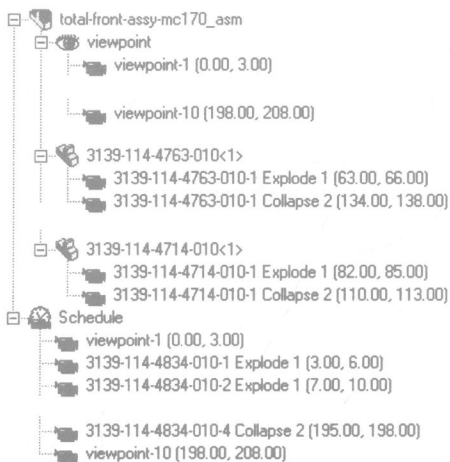 total-front-assy-mc170_asm
viewpoint
viewpoint-1 (0.00, 3.00)
viewpoint-10 (198.00, 208.00)
3139-114-4763-010<1>
3139-114-4763-010-1 Explode 1 (63.00, 66.00)
3139-114-4763-010-1 Collapse 2 (134.00, 138.00)
3139-114-4714-010<1>
3139-114-4714-010-1 Explode 1 (82.00, 85.00)
3139-114-4714-010-1 Collapse 2 (110.00, 113.00)
Schedule
viewpoint-1 (0.00, 3.00)
3139-114-4834-010-1 Explode 1 (3.00, 6.00)
3139-114-4834-010-2 Explode 1 (7.00, 10.00)
3139-114-4834-010-4 Collapse 2 (195.00, 198.00)
viewpoint-10 (198.00, 208.00)